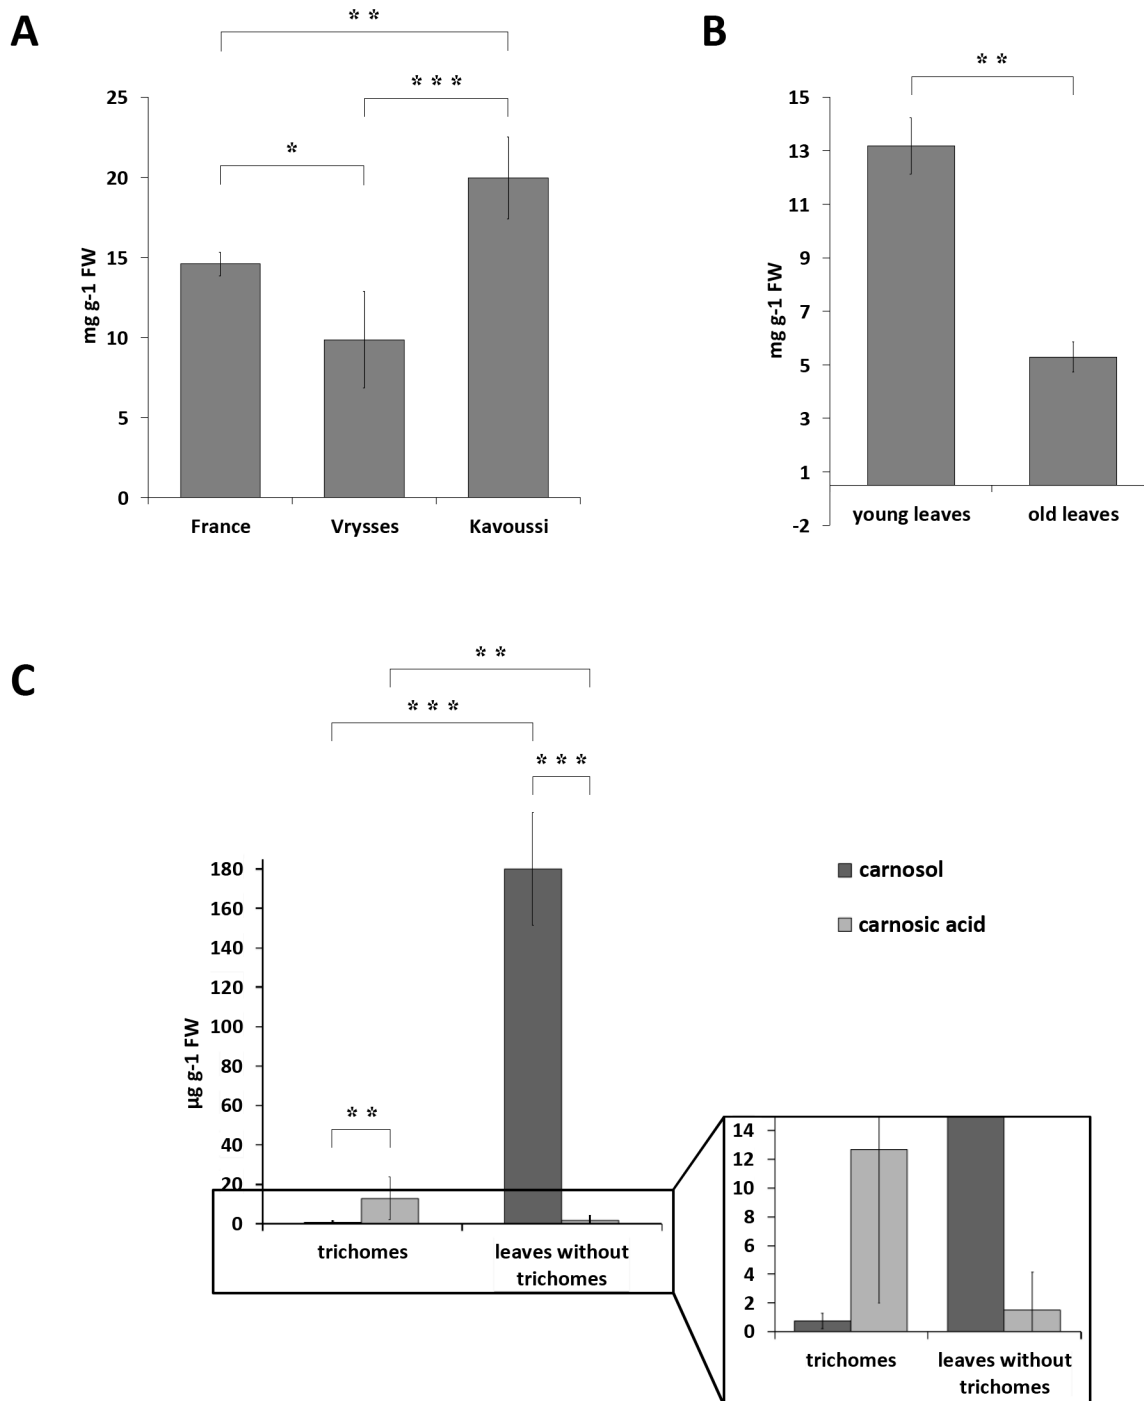 A
* *
* * *
*
25
20
15
10
5
0
mg g-1 FW
France
Vrysses
Kavoussi
B
* *
15
13
11
9
7
5
3
1
-2
mg g-1 FW
young leaves
old leaves
C
* *
* * *
* * *
* *
180
160
140
120
100
80
60
40
20
0
µg g-1 FW
trichomes
leaves without
trichomes
carnosol
carnosic acid
14
12
10
8
6
4
2
0
trichomes
leaves without
trichomes